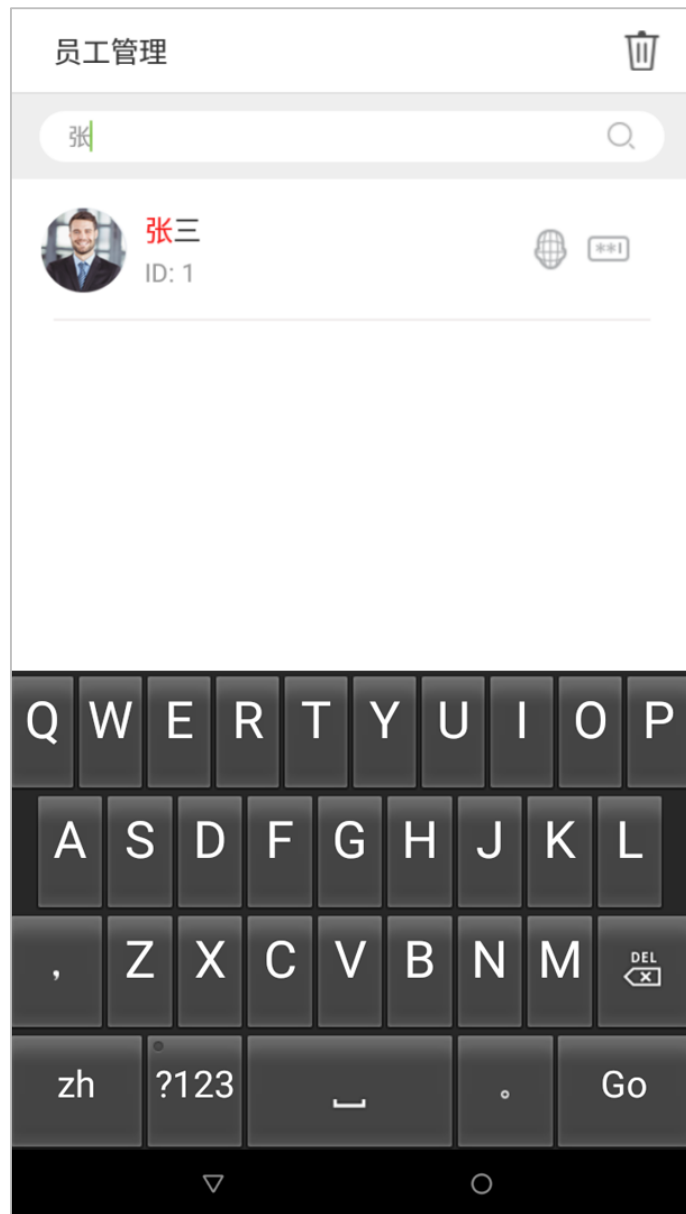 员工管理
张
张三
ID: 1
**I
Q W E R T Y U I O P
A S D F G H J K L
, Z X C V B N M DEL
zh ?123 。 Go